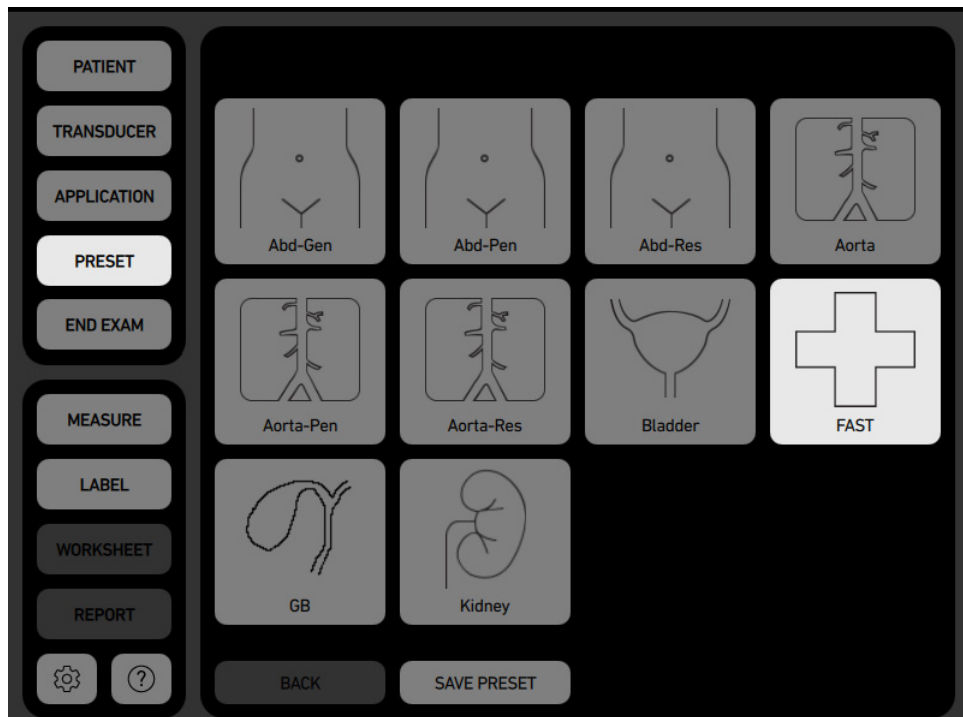 PATIENT
TRANSDUCER
APPLICATION
PRESET
END EXAM
MEASURE
LABEL
WORKSHEET
REPORT
?
Abd-Gen
Abd-Pen
Abd-Res
Aorta
Aorta-Pen
Aorta-Res
Bladder
FAST
GB
Kidney
BACK
SAVE PRESET